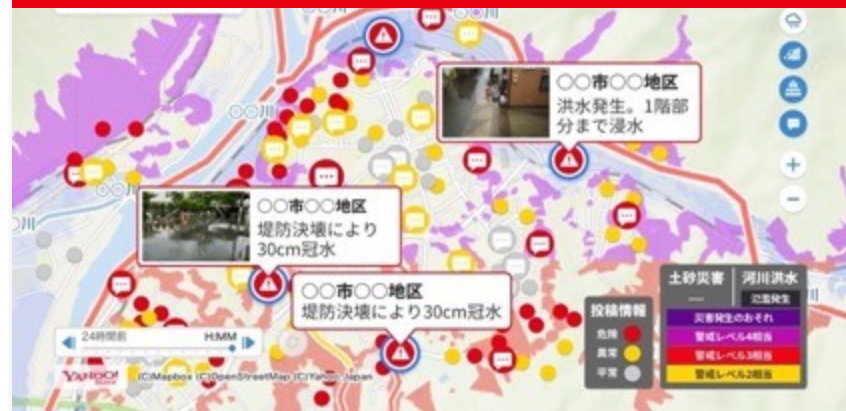 ○○市○○地区
洪水発生。1階部
分まで浸水
○○川
○○川
○○市○○地区
堤防決壊により
30cm冠水
○○市○○地区
堤防決壊により30cm冠水
24時間前
H:MM
YAHOO!
JAPAN
(C)Mapbox (C)OpenStreetMap (C)Yahoo Japan
投稿情報
危険
異常
平常
土砂災害
河川洪水
氾濫発生
災害発生のおそれ
警戒レベル4相当
警戒レベル3相当
警戒レベル2相当